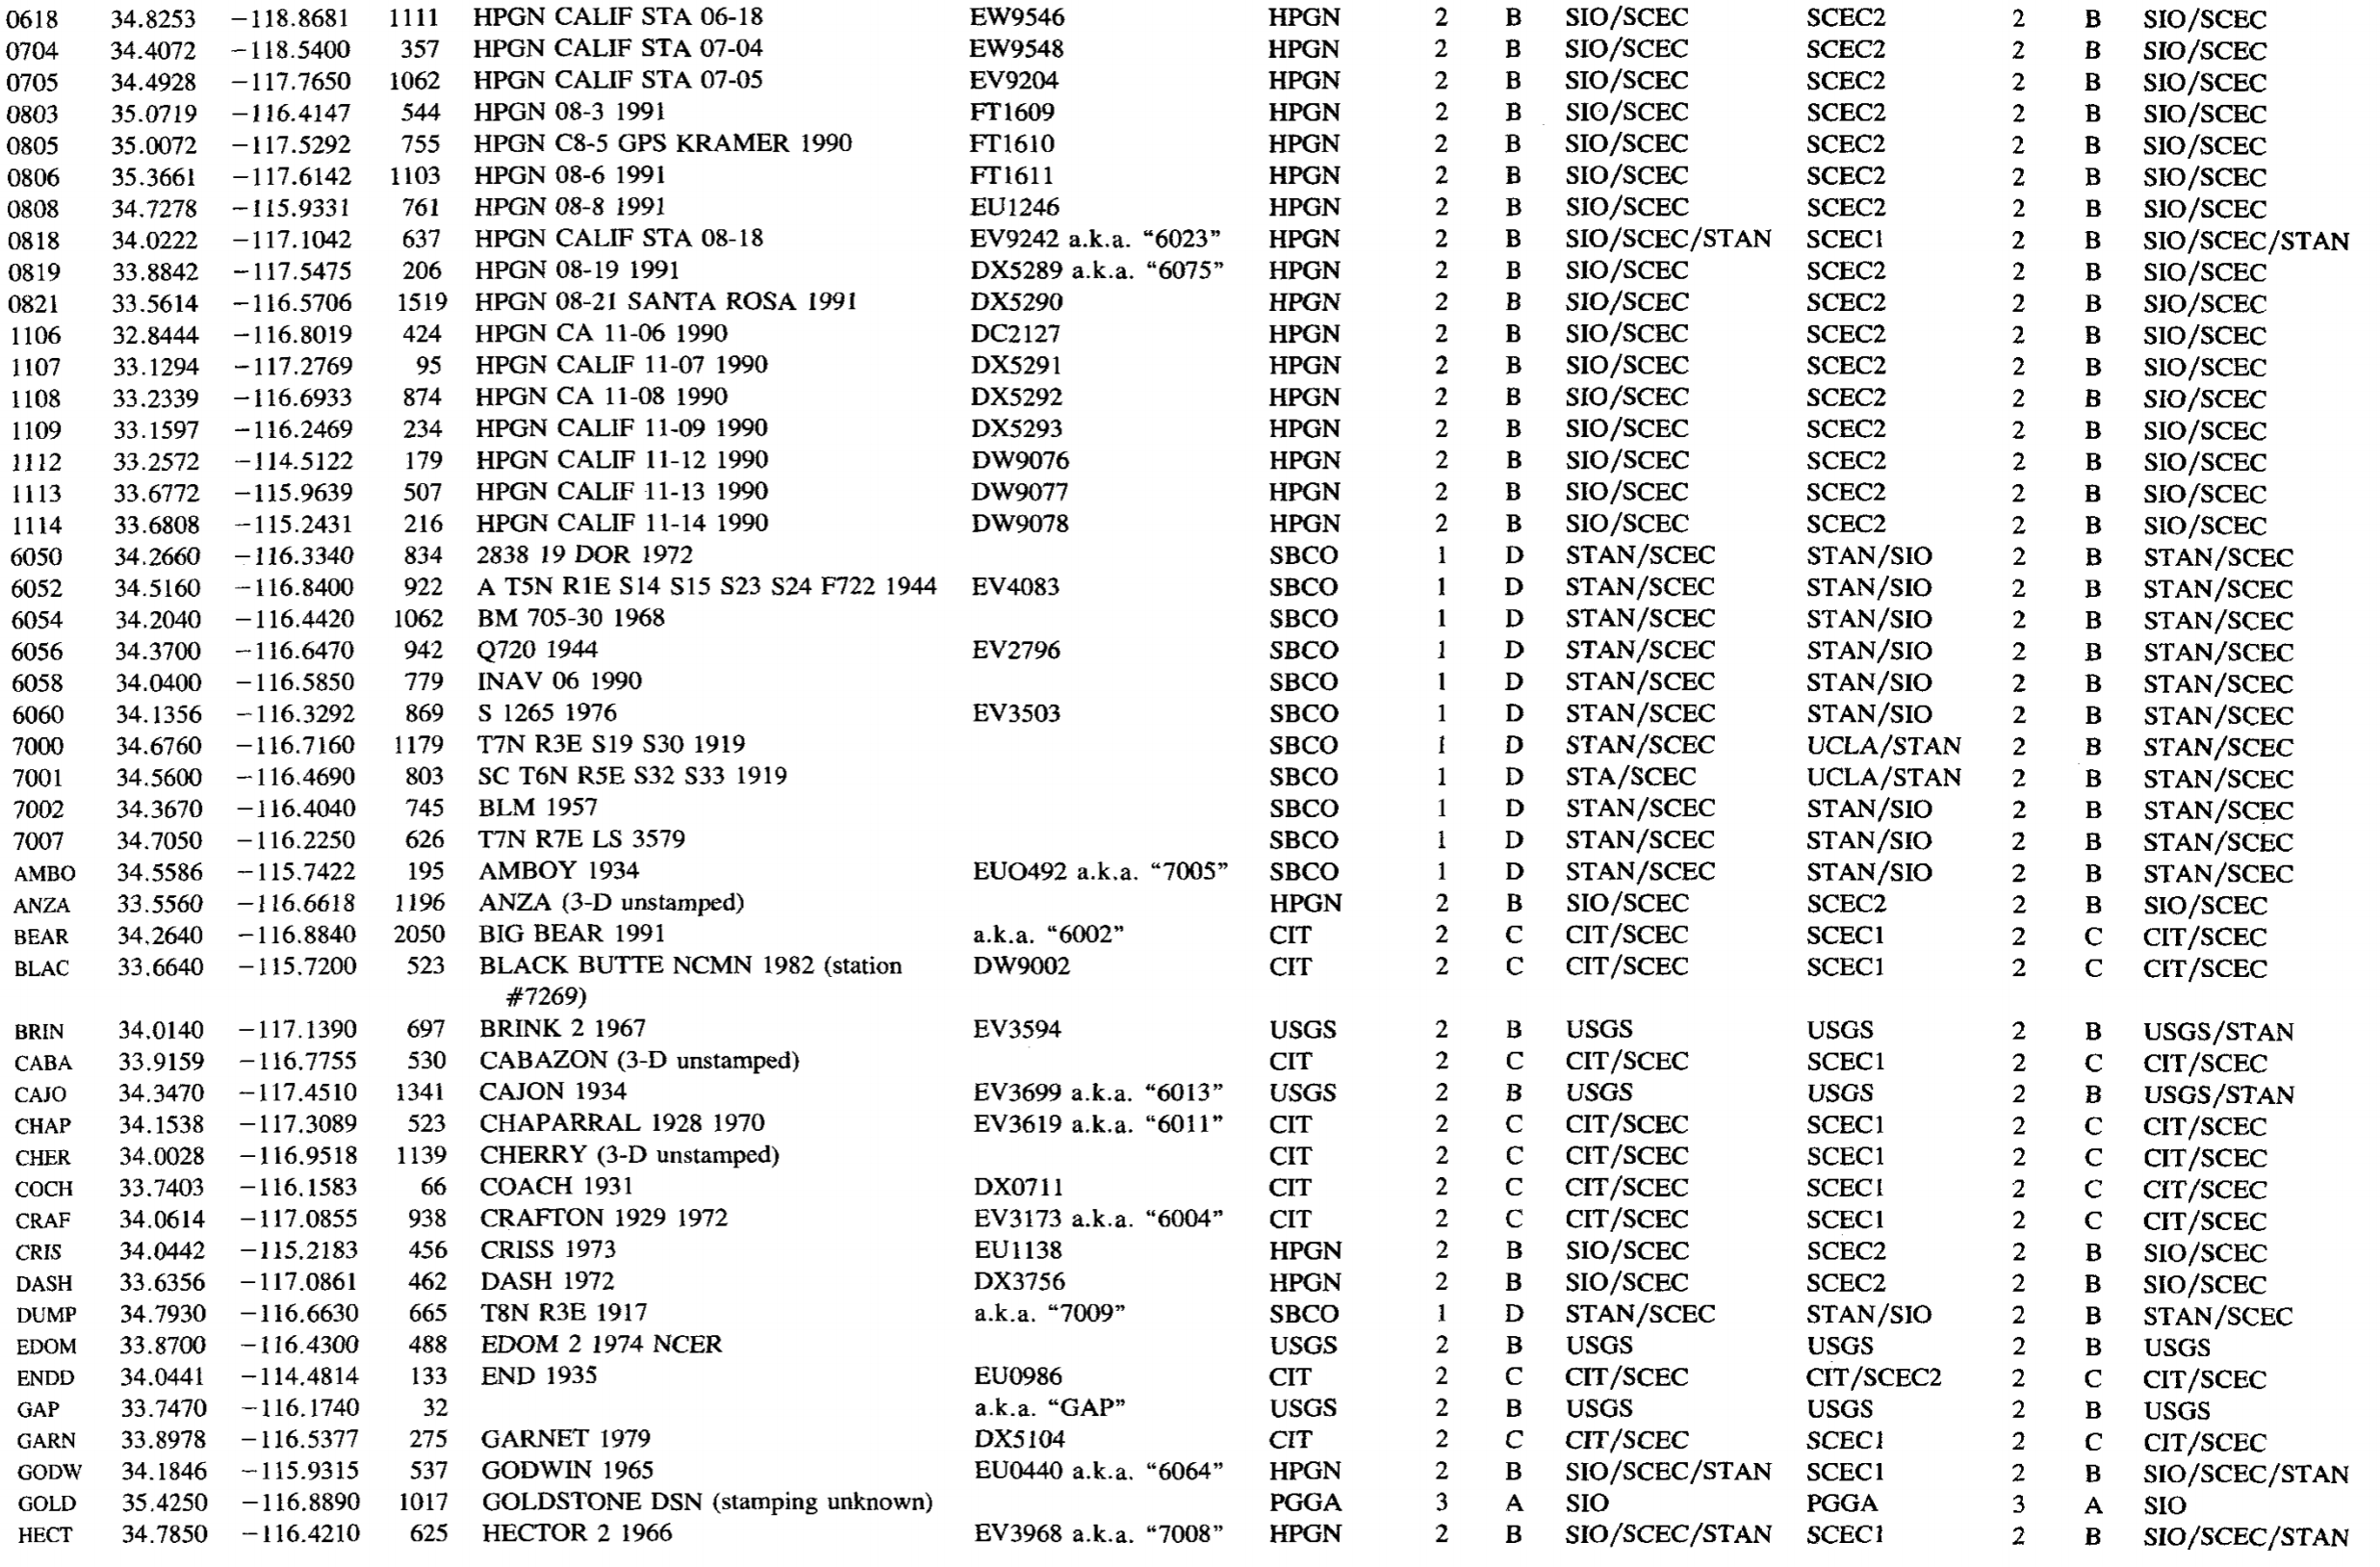 0618 34.8253 −118.8681 1111 HPGN CALIF STA 06-18 EW9546 HPGN 2 B SIO/SCEC SCEC2 2 B SIO/SCEC
0704 34.4072 −118.5400 357 HPGN CALIF STA 07-04 EW9548 HPGN 2 B SIO/SCEC SCEC2 2 B SIO/SCEC
0705 34.4928 −117.7650 1062 HPGN CALIF STA 07-05 EV9204 HPGN 2 B SIO/SCEC SCEC2 2 B SIO/SCEC
0803 35.0719 −116.4147 544 HPGN 08-3 1991 FT1609 HPGN 2 B SIO/SCEC SCEC2 2 B SIO/SCEC
0805 35.0072 −117.5292 755 HPGN C8-5 GPS KRAMER 1990 FT1610 HPGN 2 B SIO/SCEC SCEC2 2 B SIO/SCEC
0806 35.3661 −117.6142 1103 HPGN 08-6 1991 FT1611 HPGN 2 B SIO/SCEC SCEC2 2 B SIO/SCEC
0808 34.7278 −115.9331 761 HPGN 08-8 1991 EU1246 HPGN 2 B SIO/SCEC SCEC2 2 B SIO/SCEC
0818 34.0222 −117.1042 637 HPGN CALIF STA 08-18 EV9242 a.k.a. “6023” HPGN 2 B SIO/SCEC/STAN SCEC1 2 B SIO/SCEC/STAN
0819 33.8842 −117.5475 206 HPGN 08-19 1991 DX5289 a.k.a. “6075” HPGN 2 B SIO/SCEC SCEC2 2 B SIO/SCEC
0821 33.5614 −116.5706 1519 HPGN 08-21 SANTA ROSA 1991 DX5290 HPGN 2 B SIO/SCEC SCEC2 2 B SIO/SCEC
1106 32.8444 −116.8019 424 HPGN CA 11-06 1990 DC2127 HPGN 2 B SIO/SCEC SCEC2 2 B SIO/SCEC
1107 33.1294 −117.2769 95 HPGN CALIF 11-07 1990 DX5291 HPGN 2 B SIO/SCEC SCEC2 2 B SIO/SCEC
1108 33.2339 −116.6933 874 HPGN CA 11-08 1990 DX5292 HPGN 2 B SIO/SCEC SCEC2 2 B SIO/SCEC
1109 33.1597 −116.2469 234 HPGN CALIF 11-09 1990 DX5293 HPGN 2 B SIO/SCEC SCEC2 2 B SIO/SCEC
1112 33.2572 −114.5122 179 HPGN CALIF 11-12 1990 DW9076 HPGN 2 B SIO/SCEC SCEC2 2 B SIO/SCEC
1113 33.6772 −115.9639 507 HPGN CALIF 11-13 1990 DW9077 HPGN 2 B SIO/SCEC SCEC2 2 B SIO/SCEC
1114 33.6808 −115.2431 216 HPGN CALIF 11-14 1990 DW9078 HPGN 2 B SIO/SCEC SCEC2 2 B SIO/SCEC
6050 34.2660 −116.3340 834 2838 19 DOR 1972 SBCO 1 D STAN/SCEC STAN/SIO 2 B STAN/SCEC
6052 34.5160 −116.8400 922 A T5N R1E S14 S15 S23 S24 F722 1944 EV4083 SBCO 1 D STAN/SCEC STAN/SIO 2 B STAN/SCEC
6054 34.2040 −116.4420 1062 BM 705-30 1968 SBCO 1 D STAN/SCEC STAN/SIO 2 B STAN/SCEC
6056 34.3700 −116.6470 942 Q720 1944 EV2796 SBCO 1 D STAN/SCEC STAN/SIO 2 B STAN/SCEC
6058 34.0400 −116.5850 779 INAV 06 1990 SBCO 1 D STAN/SCEC STAN/SIO 2 B STAN/SCEC
6060 34.1356 −116.3292 869 S 1265 1976 EV3503 SBCO 1 D STAN/SCEC STAN/SIO 2 B STAN/SCEC
7000 34.6760 −116.7160 1179 T7N R3E S19 S30 1919 SBCO 1 D STAN/SCEC UCLA/STAN 2 B STAN/SCEC
7001 34.5600 −116.4690 803 SC T6N R5E S32 S33 1919 SBCO 1 D STA/SCEC UCLA/STAN 2 B STAN/SCEC
7002 34.3670 −116.4040 745 BLM 1957 SBCO 1 D STAN/SCEC STAN/SIO 2 B STAN/SCEC
7007 34.7050 −116.2250 626 T7N R7E LS 3579 SBCO 1 D STAN/SCEC STAN/SIO 2 B STAN/SCEC
AMBO 34.5586 −115.7422 195 AMBOY 1934 EUO492 a.k.a. “7005” SBCO 1 D STAN/SCEC STAN/SIO 2 B STAN/SCEC
ANZA 33.5560 −116.6618 1196 ANZA (3-D unstamped) HPGN 2 B SIO/SCEC SCEC2 2 B SIO/SCEC
BEAR 34.2640 −116.8840 2050 BIG BEAR 1991 a.k.a. “6002” CIT 2 C CIT/SCEC SCEC1 2 C CIT/SCEC
BLAC 33.6640 −115.7200 523 BLACK BUTTE NCMN 1982 (station DW9002 CIT 2 C CIT/SCEC SCEC1 2 C CIT/SCEC
#7269)
BRIN 34.0140 −117.1390 697 BRINK 2 1967 EV3594 USGS 2 B USGS USGS 2 B USGS/STAN
CABA 33.9159 −116.7755 530 CABAZON (3-D unstamped) CIT 2 C CIT/SCEC SCEC1 2 C CIT/SCEC
CAJO 34.3470 −117.4510 1341 CAJON 1934 EV3699 a.k.a. “6013” USGS 2 B USGS USGS 2 B USGS/STAN
CHAP 34.1538 −117.3089 523 CHAPARRAL 1928 1970 EV3619 a.k.a. “6011” CIT 2 C CIT/SCEC SCEC1 2 C CIT/SCEC
CHER 34.0028 −116.9518 1139 CHERRY (3-D unstamped) CIT 2 C CIT/SCEC SCEC1 2 C CIT/SCEC
COCH 33.7403 −116.1583 66 COACH 1931 DX0711 CIT 2 C CIT/SCEC SCEC1 2 C CIT/SCEC
CRAF 34.0614 −117.0855 938 CRAFTON 1929 1972 EV3173 a.k.a. “6004” CIT 2 C CIT/SCEC SCEC1 2 C CIT/SCEC
CRIS 34.0442 −115.2183 456 CRISS 1973 EU1138 HPGN 2 B SIO/SCEC SCEC2 2 B SIO/SCEC
DASH 33.6356 −117.0861 462 DASH 1972 DX3756 HPGN 2 B SIO/SCEC SCEC2 2 B SIO/SCEC
DUMP 34.7930 −116.6630 665 T8N R3E 1917 a.k.a. “7009” SBCO 1 D STAN/SCEC STAN/SIO 2 B STAN/SCEC
EDOM 33.8700 −116.4300 488 EDOM 2 1974 NCER USGS 2 B USGS USGS 2 B USGS
ENDD 34.0441 −114.4814 133 END 1935 EU0986 CIT 2 C CIT/SCEC CIT/SCEC2 2 C CIT/SCEC
GAP 33.7470 −116.1740 32 a.k.a. “GAP” USGS 2 B USGS USGS 2 B USGS
GARN 33.8978 −116.5377 275 GARNET 1979 DX5104 CIT 2 C CIT/SCEC SCEC1 2 C CIT/SCEC
GODW 34.1846 −115.9315 537 GODWIN 1965 EU0440 a.k.a. “6064” HPGN 2 B SIO/SCEC/STAN SCEC1 2 B SIO/SCEC/STAN
GOLD 35.4250 −116.8890 1017 GOLDSTONE DSN (stamping unknown) PGGA 3 A SIO PGGA 3 A SIO
HECT 34.7850 −116.4210 625 HECTOR 2 1966 EV3968 a.k.a. “7008” HPGN 2 B SIO/SCEC/STAN SCEC1 2 B SIO/SCEC/STAN